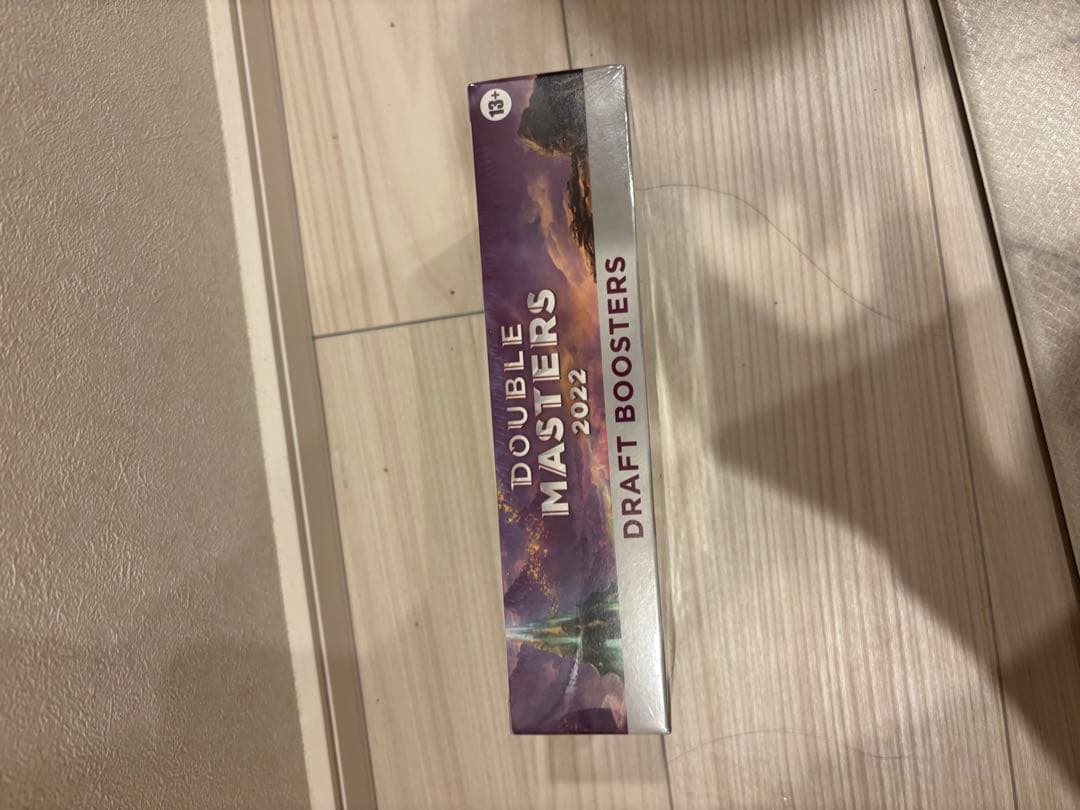 DOUBLE
MASTERS
2022
DRAFT BOOSTERS
13+